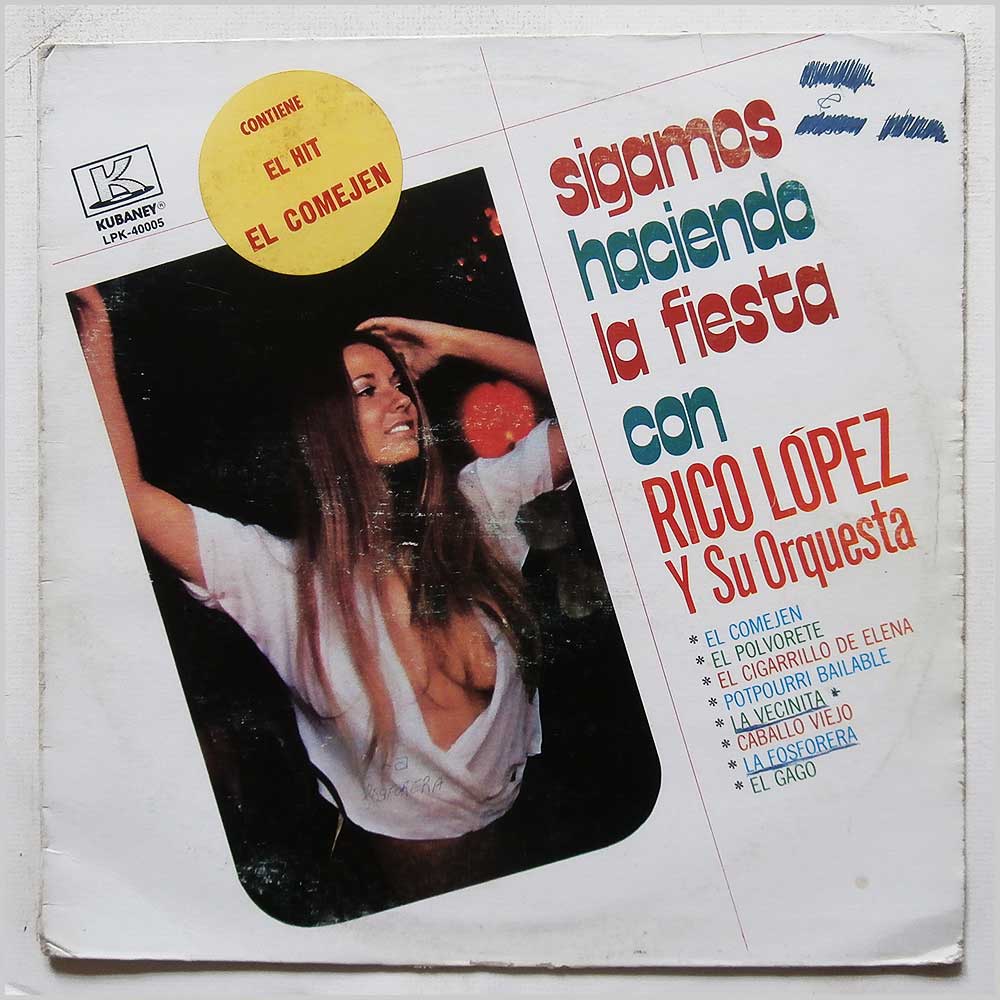 CONTIENE
EL HIT
EL COMEJEN
K
KUBANEY®
LPK-40005
sigamos
haciendo
la fiesta
con
RICO LÓPEZ
Y Su Orquesta
* EL COMEJEN
* EL POLVORETE
* EL CIGARRILLO DE ELENA
* POTPOURRI BAILABLE
* LA VECINITA *
* CABALLO VIEJO
* LA FOSFORERA
* EL GAGO